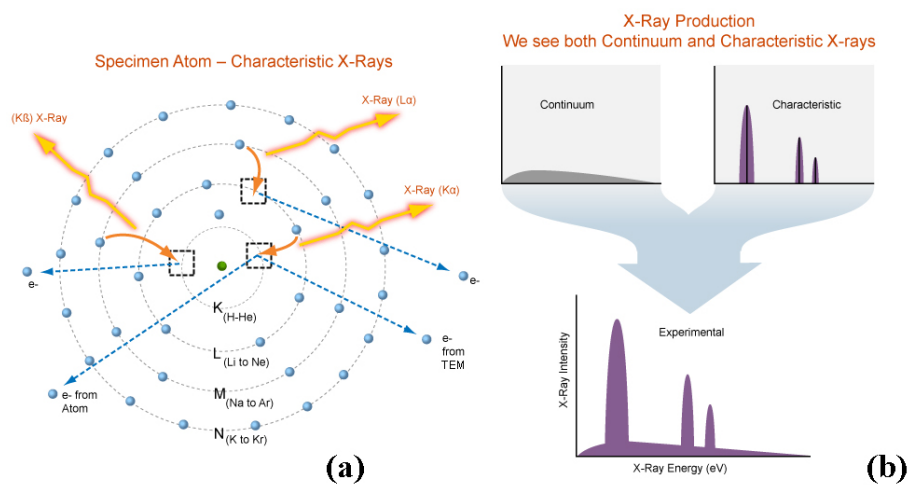 Specimen Atom – Characteristic X-Rays
(Kß) X-Ray
X-Ray (Lα)
X-Ray (Kα)
e-
e-
K(H-He)
L(Li to Ne)
M(Na to Ar)
N(K to Kr)
e- from
Atom
e-
from
TEM
(a)
X-Ray Production
We see both Continuum and Characteristic X-rays
Continuum
Characteristic
Experimental
X-Ray Intensity
X-Ray Energy (eV)
(b)